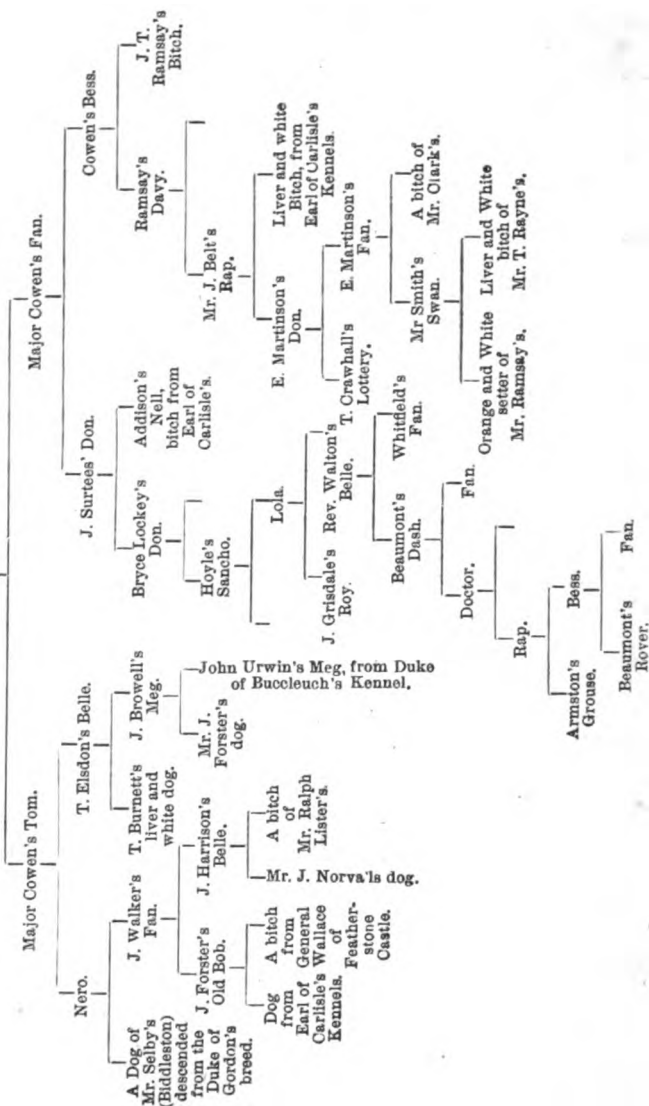 Major Cowen's Tom.
Major Cowen's Fan.
Nero.
T. Elsdon's Belle.
J. Surtees' Don.
Cowen's Bess.
A Dog of
Mr. Selby's
(Biddleston)
descended
from the
Duke of
Gordon's
breed.
J. Walker's
Fan.
T. Burnett's
liver and
white dog.
J. Browell's
Meg.
Bryce Lockey's
Don.
Addison's
Nell,
bitch from
Earl of
Carlisle's.
Ramsay's
Davy.
J. T.
Ramsay's
Bitch.
J. Forster's
Old Bob.
J. Harrison's
Belle.
Mr. J.
Forster's
dog.
John Urwin's Meg, from Duke
of Buccleuch's Kennel.
Hoyle's
Sancho.
Mr. J. Belt's
Rap.
Dog
from
Earl of
Carlisle's
Kennels.
A bitch
from
General
Wallace
of
Feather-
stone
Castle.
Mr. J. Norva'ls dog.
A bitch
of
Mr. Ralph
Lister's.
Lola.
E. Martinson's
Don.
Liver and white
Bitch, from
Earl of Carlisle's
Kennels.
J. Grisdale's
Roy.
Rev. Walton's
Belle.
T. Crawhall's
Lottery.
E. Martinson's
Fan.
Beaumont's
Dash.
Whitfield's
Fan.
Mr Smith's
Swan.
A bitch of
Mr. Clark's.
Doctor.
Fan.
Orange and White
setter of
Mr. Ramsay's.
Liver and White
bitch of
Mr. T. Rayne's.
Rap.
Armston's
Grouse.
Bess.
Beaumont's
Rover.
Fan.